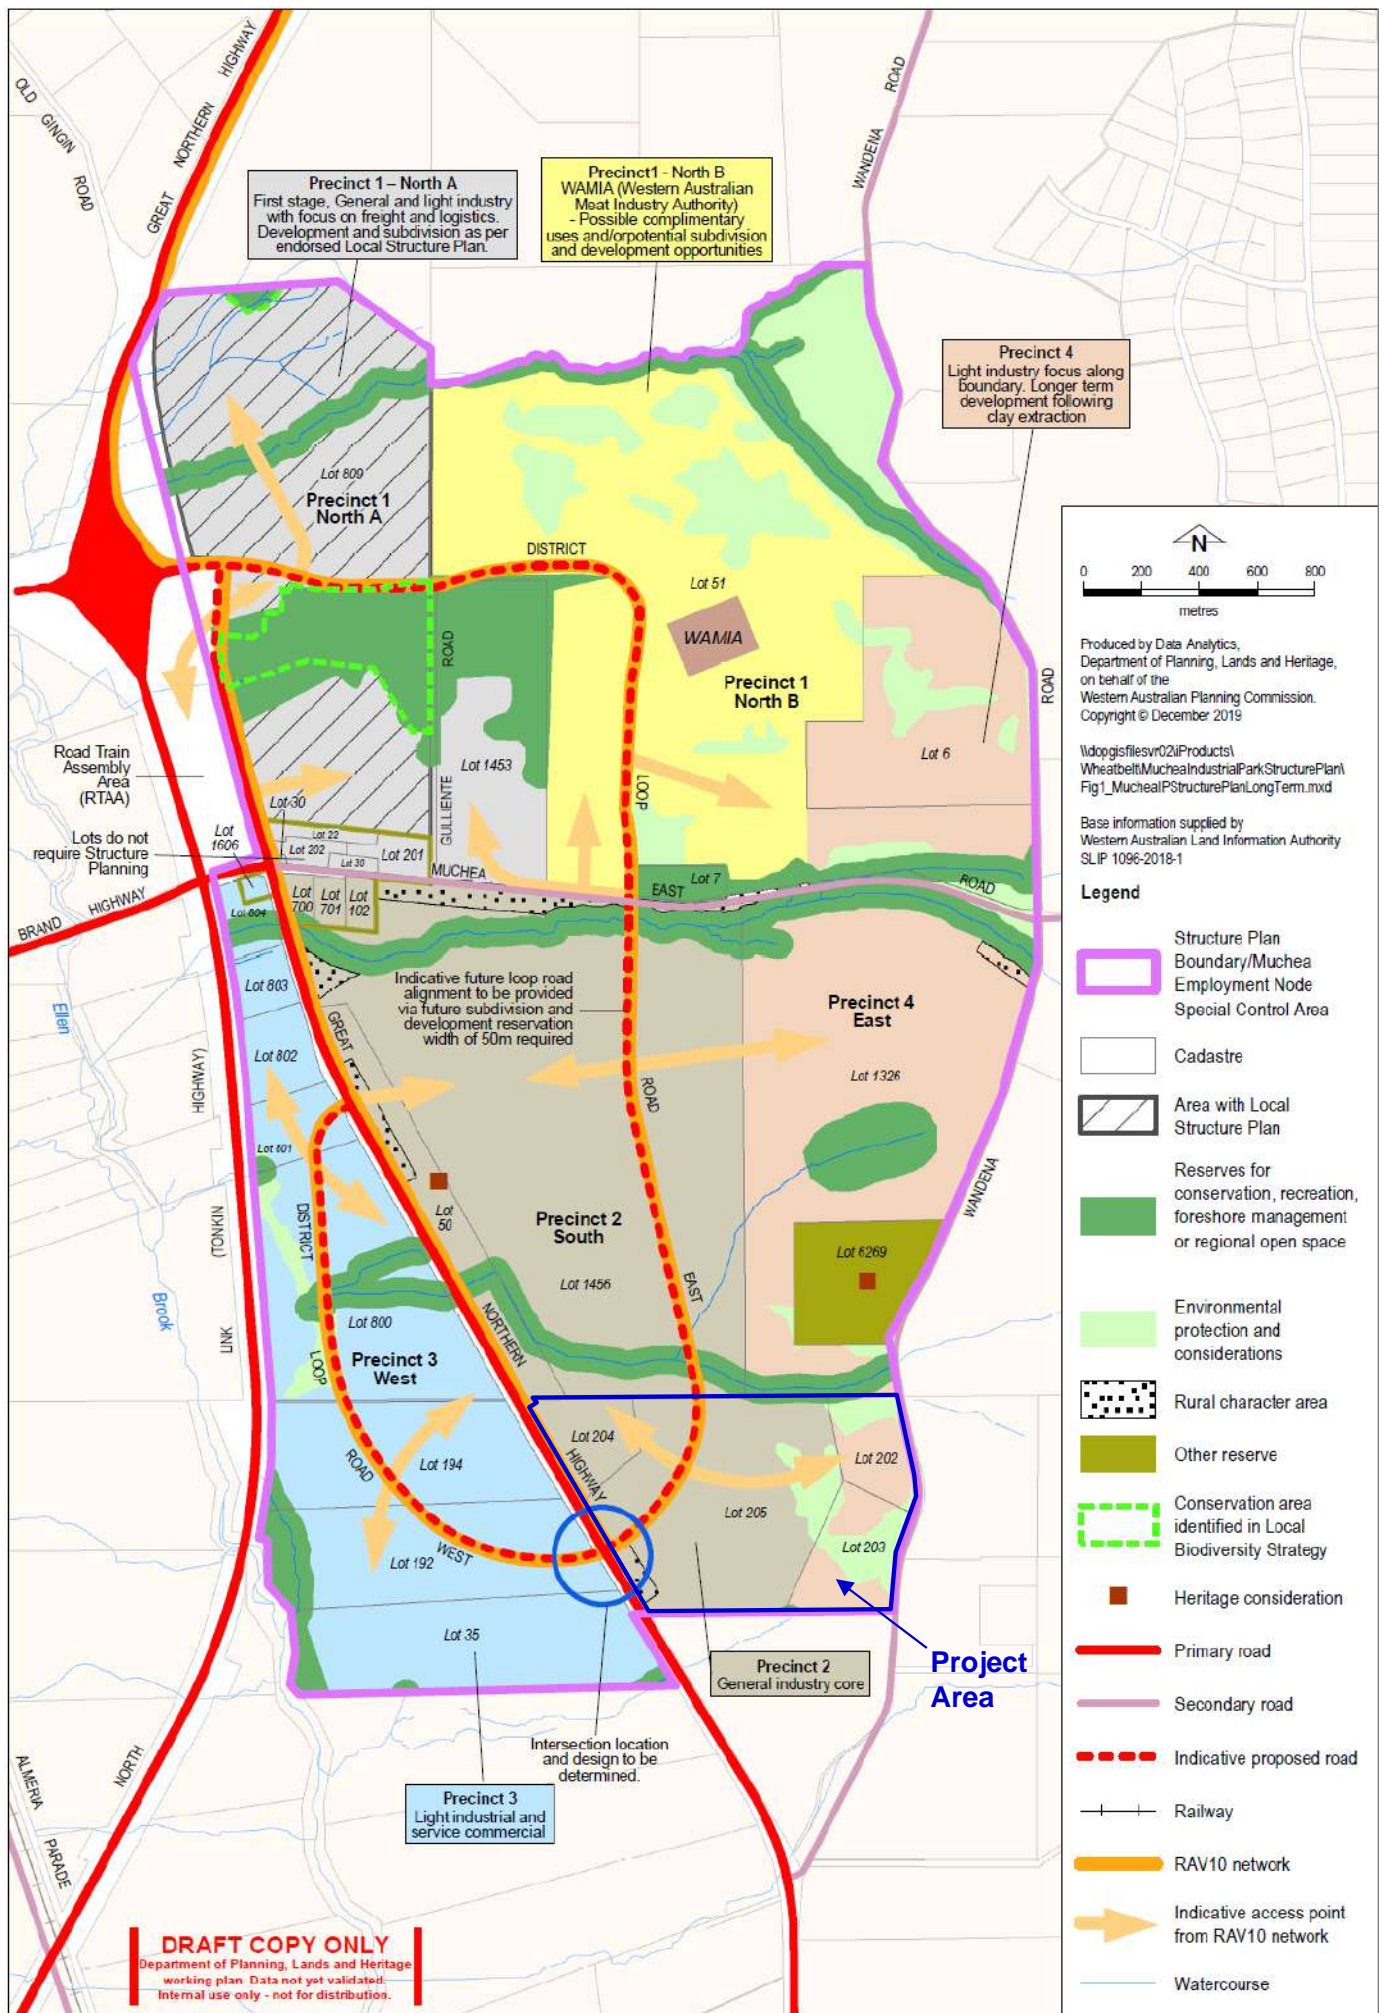 OLD
GINGIN
ROAD
GREAT
NORTHERN
HIGHWAY
WANDENA
ROAD
Precinct 1 – North A
First stage, General and light industry
with focus on freight and logistics.
Development and subdivision as per
endorsed Local Structure Plan.
Precinct1 - North B
WAMIA (Western Australian
Meat Industry Authority)
- Possible complimentary
uses and/orpotential subdivision
and development opportunities
Precinct 4
Light industry focus along
boundary. Longer term
development following
clay extraction
Lot 809
Precinct 1
North A
DISTRICT
Lot 51
WAMIA
ROAD
Precinct 1
North B
ROAD
Road Train
Assembly
Area
(RTAA)
Lot 1453
LOOP
Lot 6
Lot 30
GULLIENTE
Lots do not
require Structure
Planning
Lot
1606
Lot 22
Lot 202
Lot 30
Lot 201
MUCHEA
EAST
Lot 7
ROAD
BRAND
HIGHWAY
Lot 804
Lot
700
Lot
701
Lot
102
Lot 803
Indicative future loop road
alignment to be provided
via future subdivision and
development reservation
width of 50m required
Precinct 4
East
Ellen
GREAT
Lot 802
HIGHWAY)
ROAD
Lot 1326
Lot 801
DISTRICT
Lot
50
Precinct 2
South
WANDENA
(TONKIN
Lot 6269
Lot 1456
EAST
Brook
LINK
Lot 800
NORTHERN
LOOP
Precinct 3
West
Lot 204
HIGHWAY
Lot 202
ROAD
Lot 194
Lot 205
Lot 203
WEST
Lot 192
Lot 35
Project
Area
Precinct 2
General industry core
Intersection location
and design to be
determined.
Precinct 3
Light industrial and
service commercial
NORTH
ALMERIA
PARADE
DRAFT COPY ONLY
Department of Planning, Lands and Heritage
working plan. Data not yet validated.
Internal use only - not for distribution.
N
0 200 400 600 800
metres
Produced by Data Analytics,
Department of Planning, Lands and Heritage,
on behalf of the
Western Australian Planning Commission.
Copyright © December 2019
\\dopgisfilesvr02\iProducts\
Wheatbelt\MucheaIndustrialParkStructurePlan\
Fig1_MucheaIPStructurePlanLongTerm.mxd
Base information supplied by
Western Australian Land Information Authority
SLIP 1096-2018-1
Legend
Structure Plan
Boundary/Muchea
Employment Node
Special Control Area
Cadastre
Area with Local
Structure Plan
Reserves for
conservation, recreation,
foreshore management
or regional open space
Environmental
protection and
considerations
Rural character area
Other reserve
Conservation area
identified in Local
Biodiversity Strategy
Heritage consideration
Primary road
Secondary road
Indicative proposed road
Railway
RAV10 network
Indicative access point
from RAV10 network
Watercourse